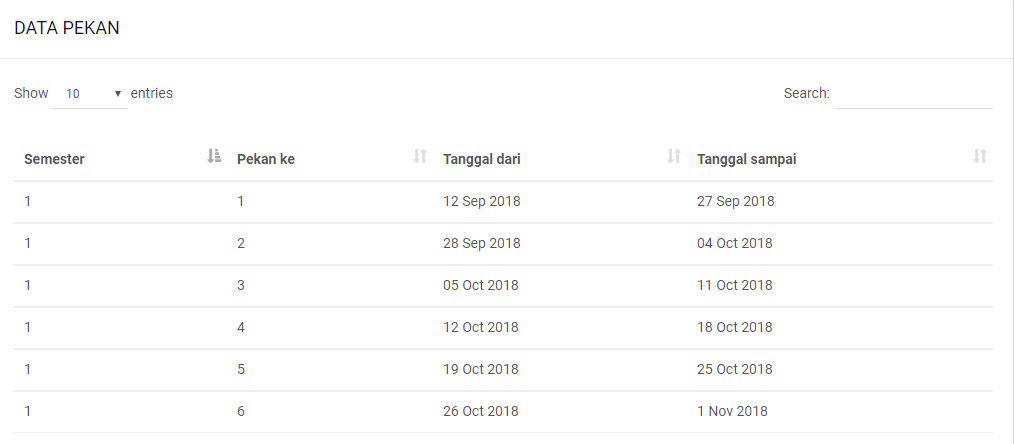 DATA PEKAN
Show 10 entries Search:
Semester Pekan ke Tanggal dari Tanggal sampai
1 1 12 Sep 2018 27 Sep 2018
1 2 28 Sep 2018 04 Oct 2018
1 3 05 Oct 2018 11 Oct 2018
1 4 12 Oct 2018 18 Oct 2018
1 5 19 Oct 2018 25 Oct 2018
1 6 26 Oct 2018 1 Nov 2018